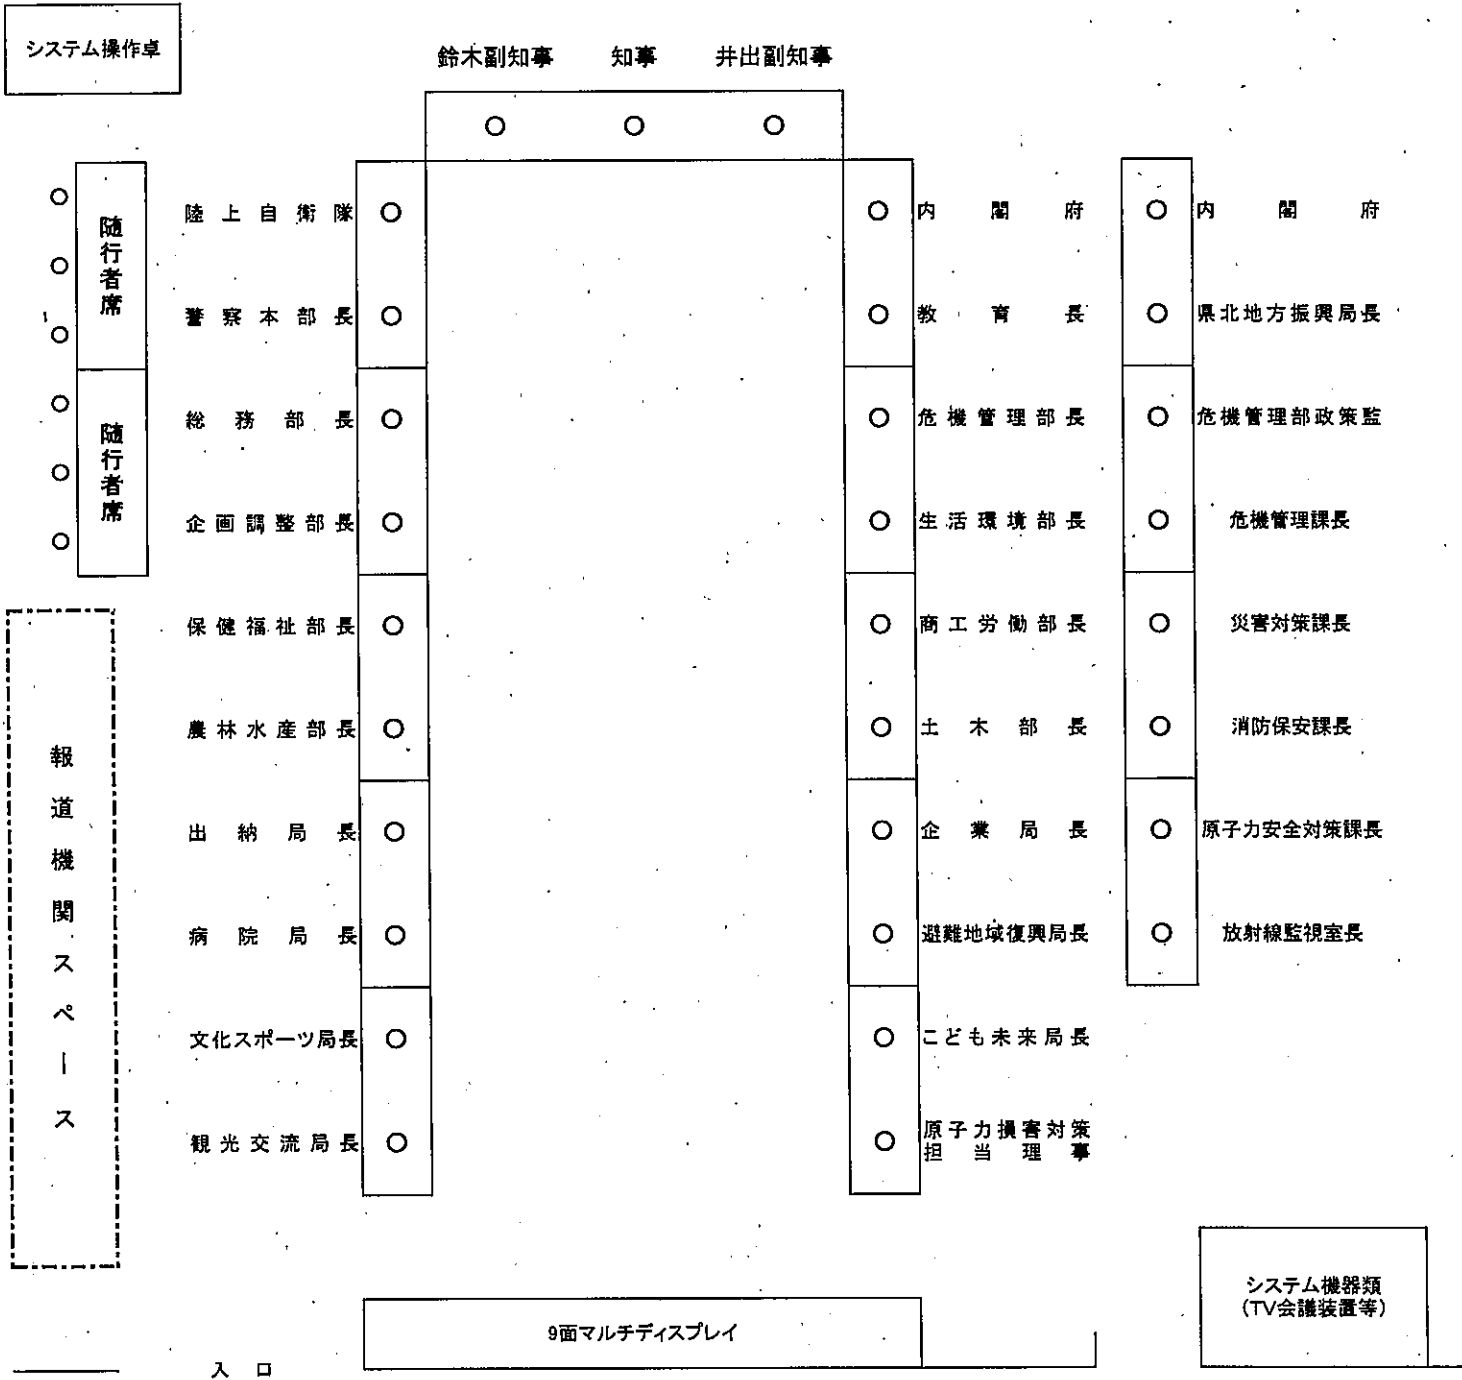 システム操作卓
鈴木副知事 知事 井出副知事
随行者席
随行者席
陸上自衛隊
警察本部長
総務部長
企画調整部長
保健福祉部長
農林水産部長
出納局長
病院局長
文化スポーツ局長
観光交流局長
内閣府
教育長
危機管理部長
生活環境部長
商工労働部長
土木部長
企業局長
避難地域復興局長
こども未来局長
原子力損害対策
担当理事
内閣府
県北地方振興局長
危機管理部政策監
危機管理課長
災害対策課長
消防保安課長
原子力安全対策課長
放射線監視室長
報道機関スペース
9面マルチディスプレイ
システム機器類
(TV会議装置等)
入口